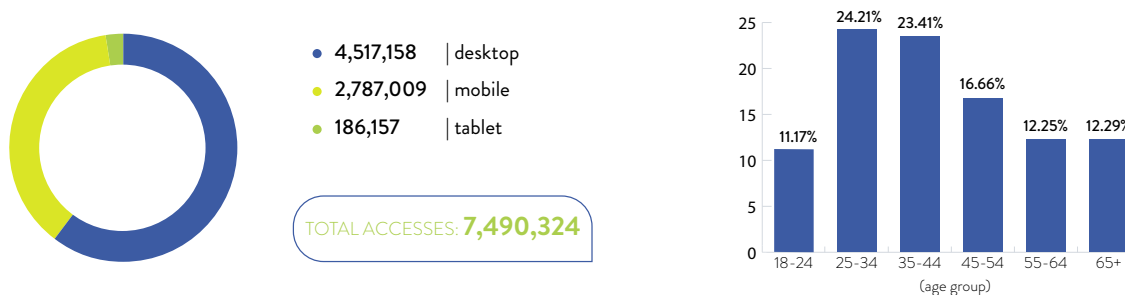 4,517,158 | desktop
2,787,009 | mobile
186,157 | tablet
TOTAL ACCESSES: 7,490,324
25
20
15
10
5
0
11.17%
24.21%
23.41%
16.66%
12.25%
12.29%
18-24 25-34 35-44 45-54 55-64 65+
(age group)